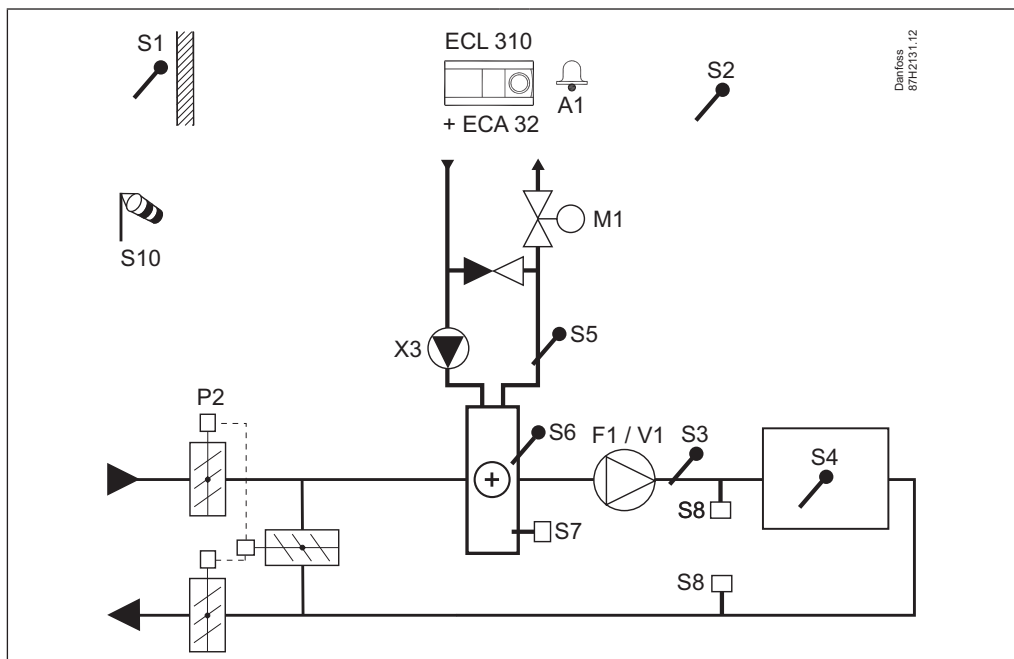 S1
ECL 310
A1
+ ECA 32
S2
Danfoss
87H2131.12
S10
M1
X3
S5
P2
S6
F1 / V1
S3
S4
+
S8
S7
S8